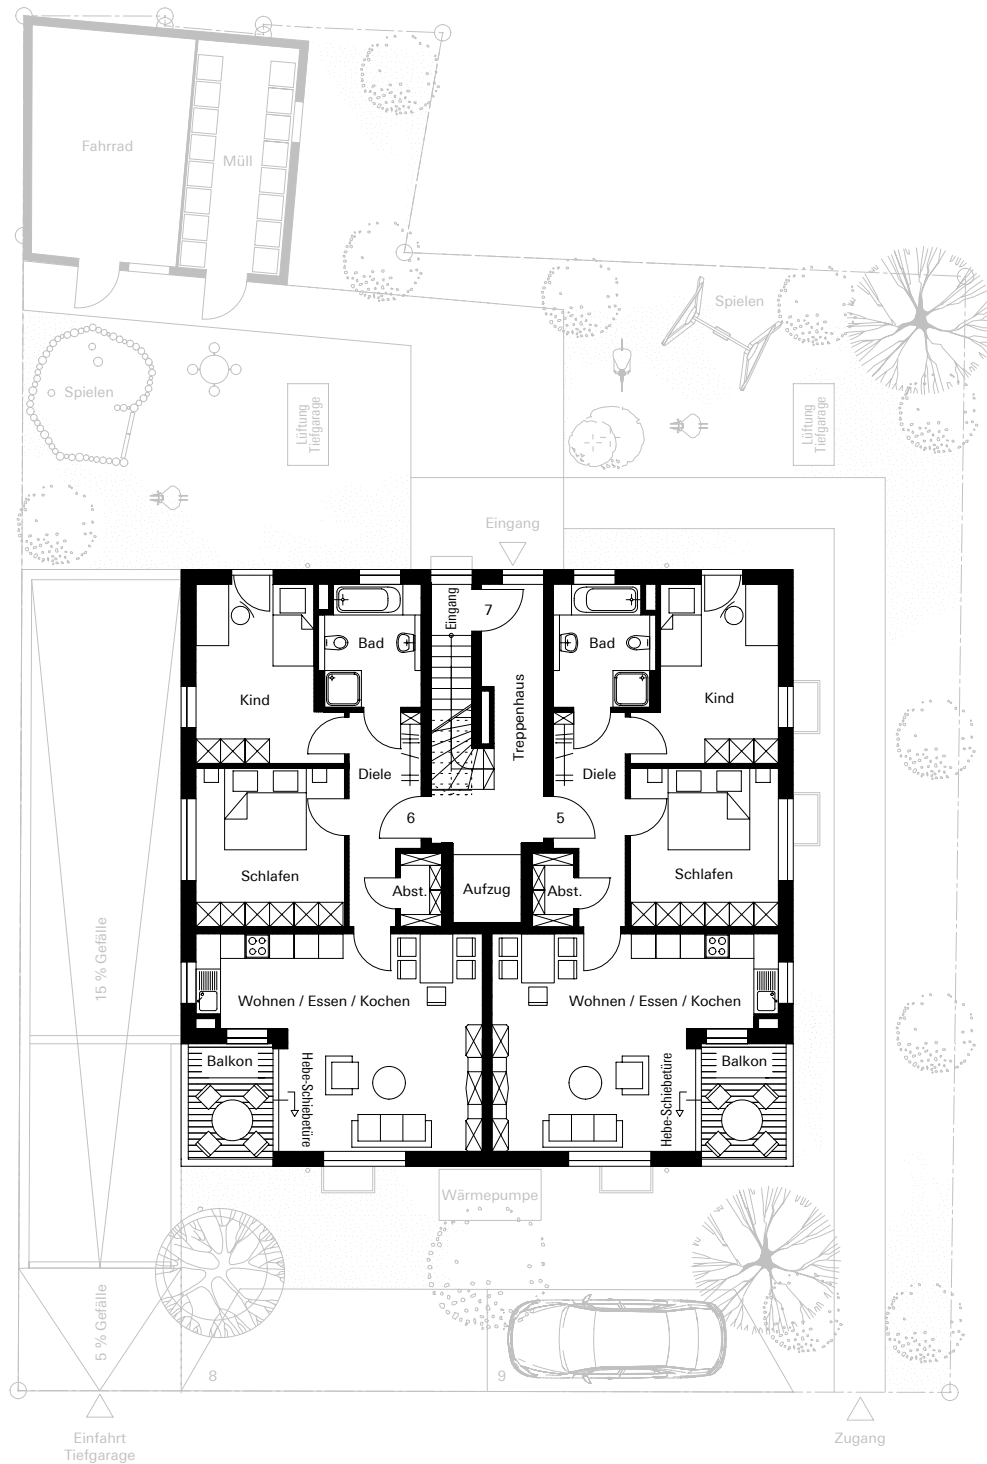 Fahrrad
Müll
Spielen
Spielen
Lüftung
Tiefgarage
Lüftung
Tiefgarage
Eingang
Eingang
7
Bad
Bad
Kind
Kind
Treppenhaus
Diele
Diele
6
5
Schlafen
Schlafen
Abst.
Aufzug
Abst.
15 % Gefälle
Wohnen / Essen / Kochen
Wohnen / Essen / Kochen
Balkon
Hebe-Schiebetüre
Hebe-Schiebetüre
Balkon
Wärmepumpe
5 % Gefälle
8
9
Einfahrt
Tiefgarage
Zugang